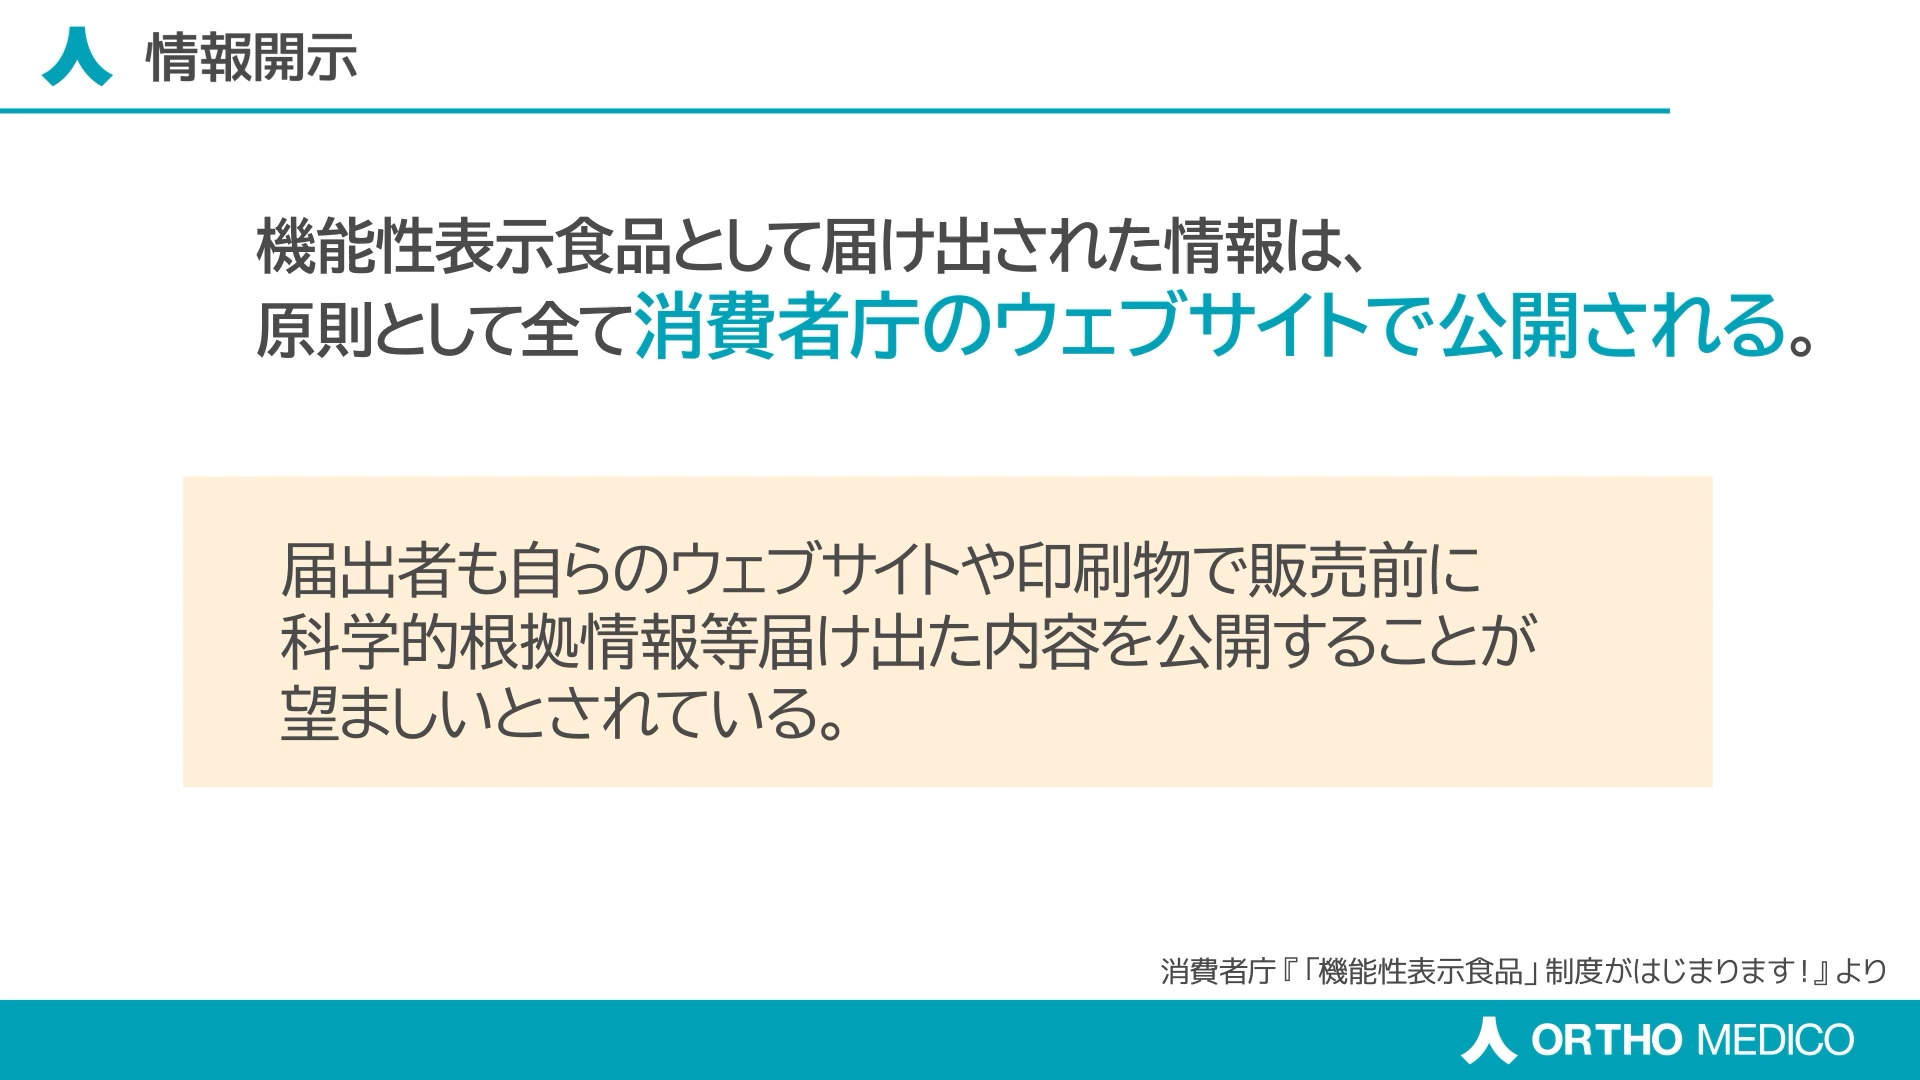 情報開示
機能性表示食品として届け出された情報は、
原則として全て消費者庁のウェブサイトで公開される。
届出者も自らのウェブサイトや印刷物で販売前に
科学的根拠情報等届け出た内容を公開することが
望ましいとされている。
消費者庁『「機能性表示食品」制度がはじまります！』より
ORTHO MEDICO